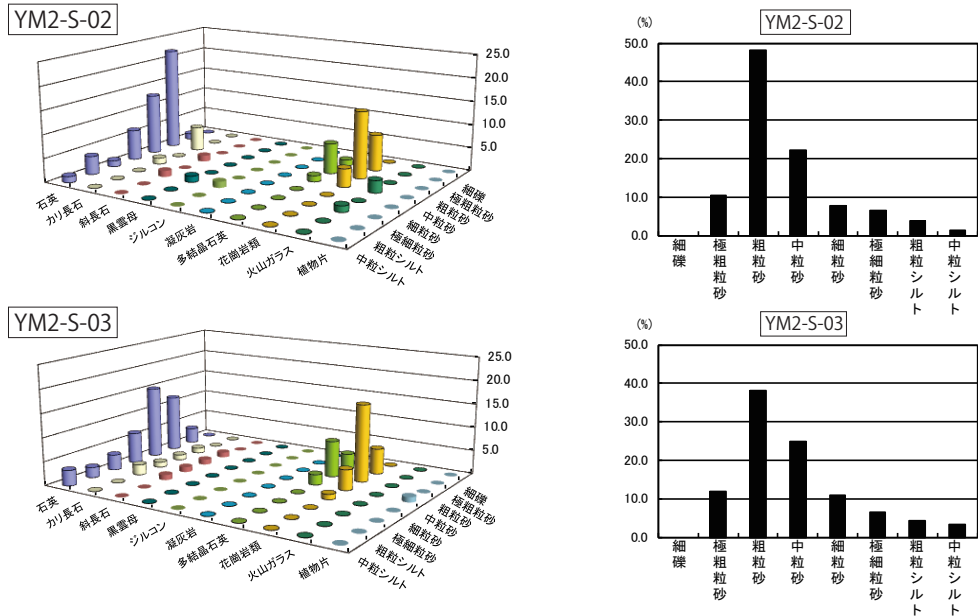 YM2-S-02
25.0
20.0
15.0
10.0
5.0
石英
カリ長石
斜長石
黒雲母
ジルコン
凝灰岩
多結晶石英
花崗岩類
火山ガラス
植物片
細礫
極粗粒砂
粗粒砂
中粒砂
細粒砂
極細粒砂
粗粒シルト
中粒シルト
(%)
YM2-S-02
50.0
40.0
30.0
20.0
10.0
0.0
細礫
極粗粒砂
粗粒砂
中粒砂
細粒砂
極細粒砂
粗粒シルト
中粒シルト
YM2-S-03
25.0
20.0
15.0
10.0
5.0
石英
カリ長石
斜長石
黒雲母
ジルコン
凝灰岩
多結晶石英
花崗岩類
火山ガラス
植物片
細礫
極粗粒砂
粗粒砂
中粒砂
細粒砂
極細粒砂
粗粒シルト
中粒シルト
(%)
YM2-S-03
50.0
40.0
30.0
20.0
10.0
0.0
細礫
極粗粒砂
粗粒砂
中粒砂
細粒砂
極細粒砂
粗粒シルト
中粒シルト